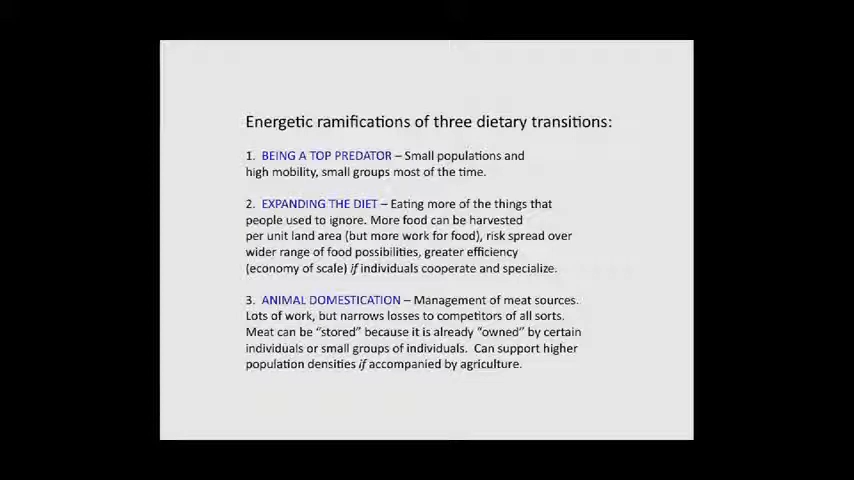 Energetic ramifications of three dietary transitions:
1. BEING A TOP PREDATOR – Small populations and
high mobility, small groups most of the time.
2. EXPANDING THE DIET – Eating more of the things that
people used to ignore. More food can be harvested
per unit land area (but more work for food), risk spread over
wider range of food possibilities, greater efficiency
(economy of scale) if individuals cooperate and specialize.
3. ANIMAL DOMESTICATION – Management of meat sources.
Lots of work, but narrows losses to competitors of all sorts.
Meat can be “stored” because it is already “owned” by certain
individuals or small groups of individuals. Can support higher
population densities if accompanied by agriculture.